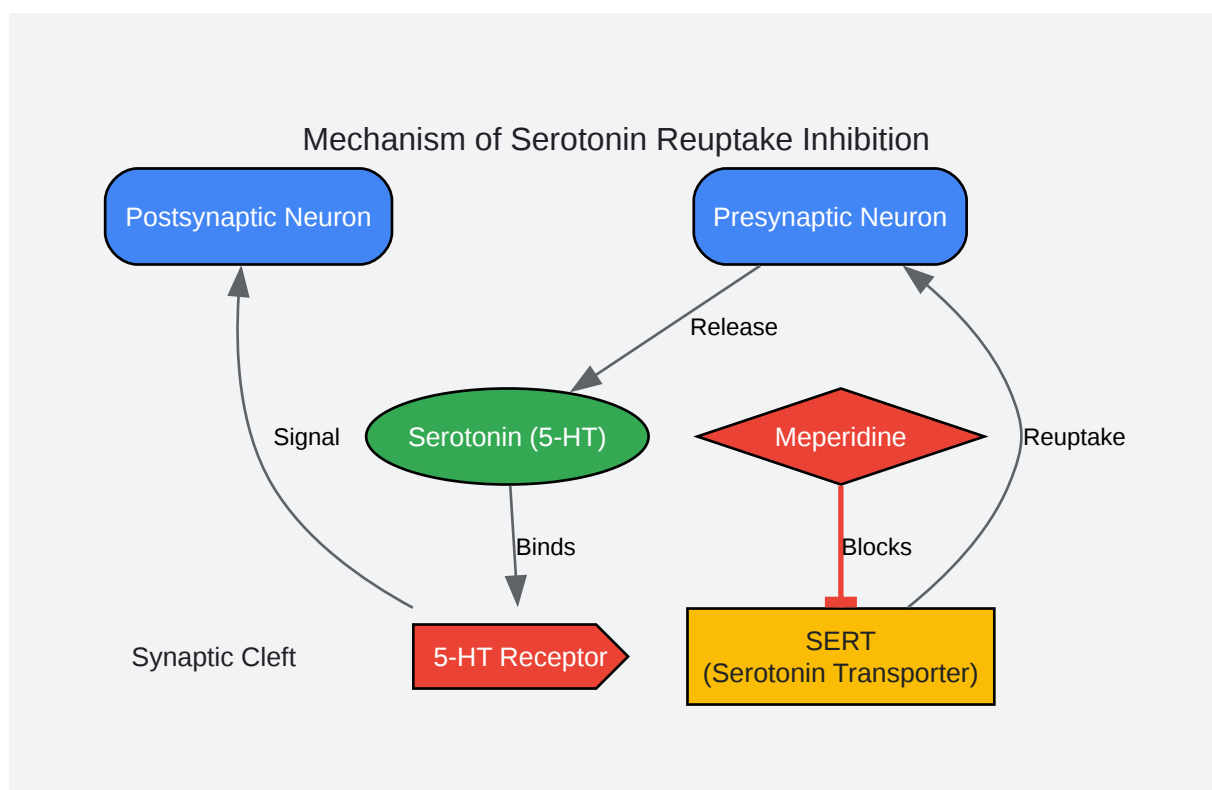 Mechanism of Serotonin Reuptake Inhibition
Postsynaptic Neuron
Presynaptic Neuron
Release
Signal
Serotonin (5-HT)
Meperidine
Reuptake
Binds
Blocks
Synaptic Cleft
5-HT Receptor
SERT
(Serotonin Transporter)